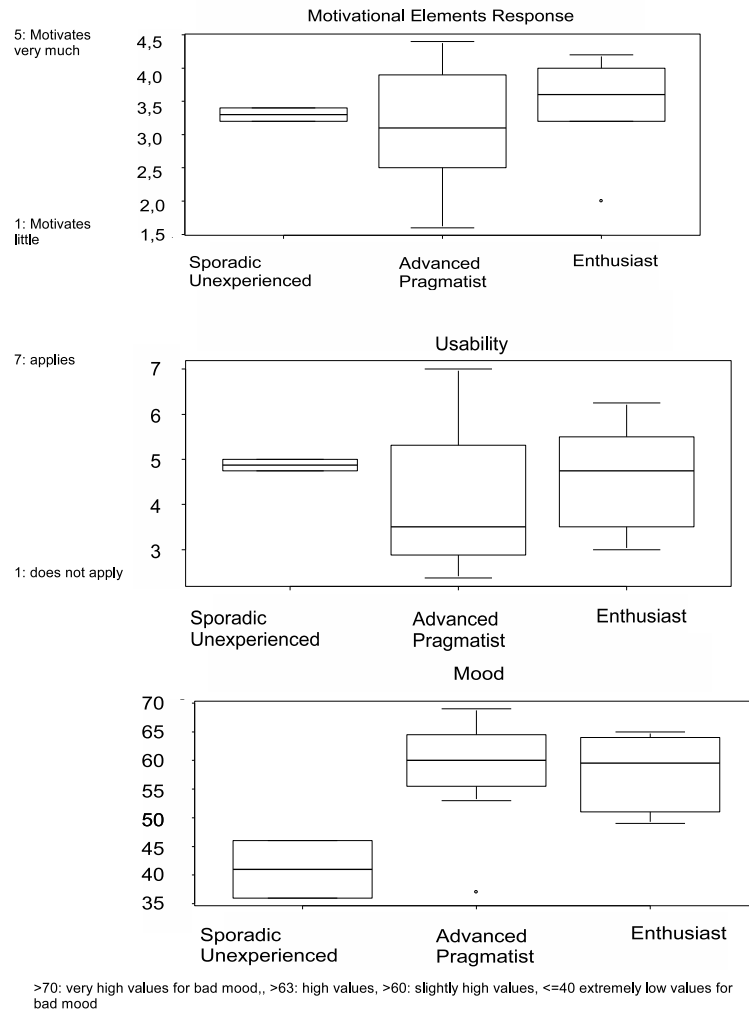 Motivational Elements Response
5: Motivates
very much
4,5
4,0
3,5
3,0
2,5
2,0
1,5
1: Motivates
little
Sporadic
Unexperienced
Advanced
Pragmatist
Enthusiast
Usability
7: applies
7
6
5
4
3
1: does not apply
Sporadic
Unexperienced
Advanced
Pragmatist
Enthusiast
Mood
70
65
60
55
50
45
40
35
Sporadic
Unexperienced
Advanced
Pragmatist
Enthusiast
>70: very high values for bad mood,, >63: high values, >60: slightly high values, <=40 extremely low values for
bad mood